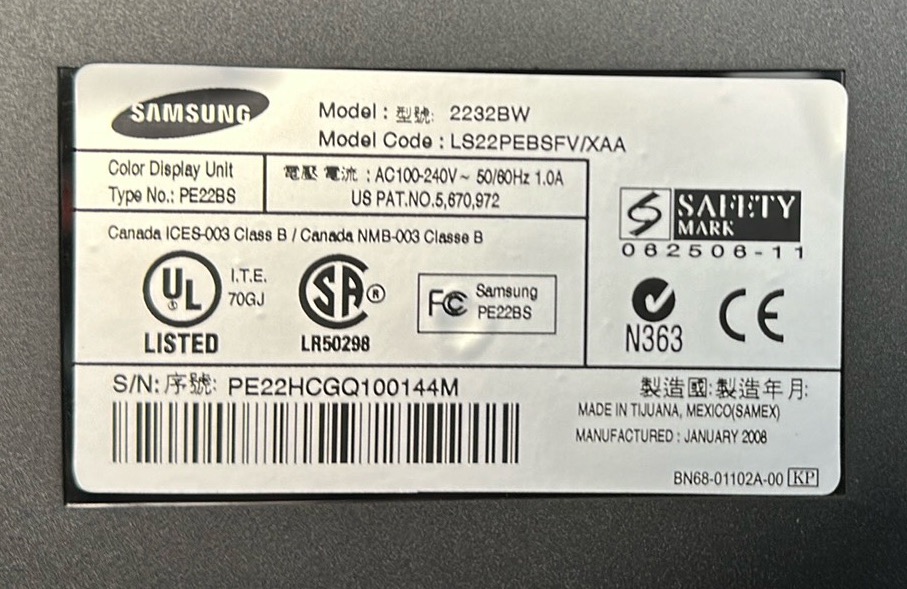 SAMSUNG
Model : 型號: 2232BW
Model Code : LS22PEBSFV/XAA
Color Display Unit
Type No.: PE22BS
電壓 電流 : AC100-240V~ 50/60Hz 1.0A
US PAT.NO.5,670,972
Canada ICES-003 Class B / Canada NMB-003 Classe B
UL
LISTED
I.T.E.
70GJ
SA ®
LR50298
FC Samsung
PE22BS
SAFETY
MARK
062506-11
N363
CE
S/N: 序號: PE22HCGQ100144M
製造國:製造年月:
MADE IN TIJUANA, MEXICO(SAMEX)
MANUFACTURED : JANUARY 2008
BN68-01102A-00 KP